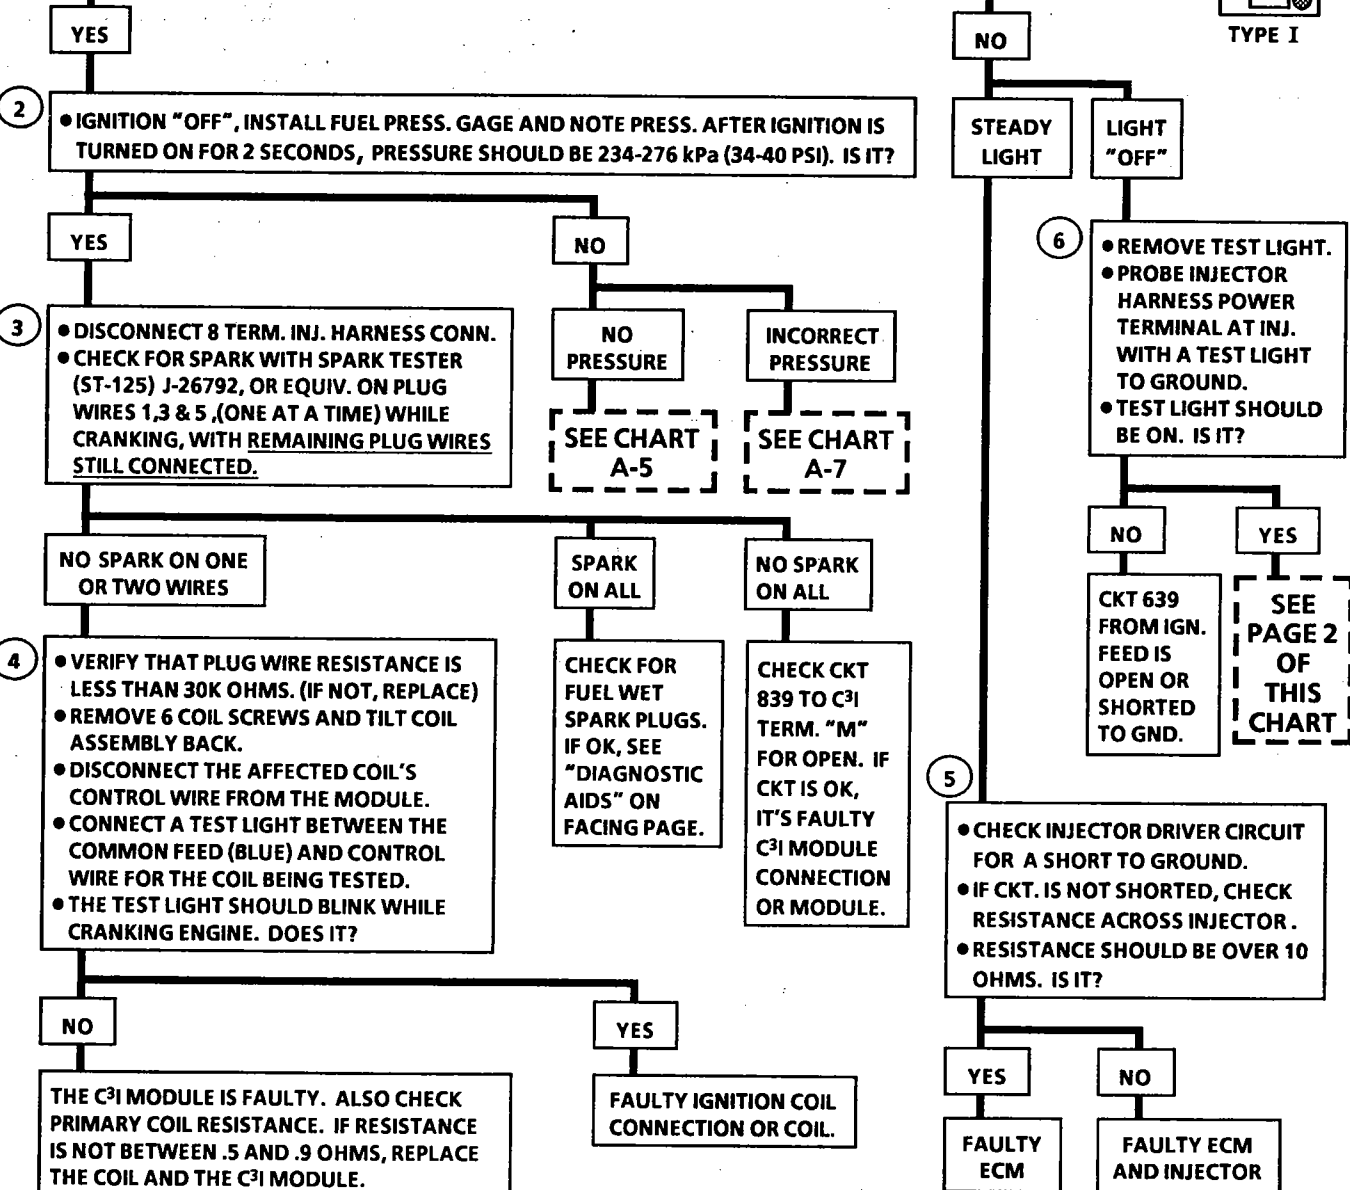 YES
NO
TYPE I
2
● IGNITION "OFF", INSTALL FUEL PRESS. GAGE AND NOTE PRESS. AFTER IGNITION IS
TURNED ON FOR 2 SECONDS, PRESSURE SHOULD BE 234-276 kPa (34-40 PSI). IS IT?
STEADY
LIGHT
LIGHT
"OFF"
YES
NO
6
● REMOVE TEST LIGHT.
● PROBE INJECTOR
HARNESS POWER
TERMINAL AT INJ.
WITH A TEST LIGHT
TO GROUND.
● TEST LIGHT SHOULD
BE ON. IS IT?
3
● DISCONNECT 8 TERM. INJ. HARNESS CONN.
● CHECK FOR SPARK WITH SPARK TESTER
(ST-125) J-26792, OR EQUIV. ON PLUG
WIRES 1,3 & 5 ,(ONE AT A TIME) WHILE
CRANKING, WITH REMAINING PLUG WIRES
STILL CONNECTED.
NO
PRESSURE
INCORRECT
PRESSURE
SEE CHART
A-5
SEE CHART
A-7
NO
YES
NO SPARK ON ONE
OR TWO WIRES
SPARK
ON ALL
NO SPARK
ON ALL
CKT 639
FROM IGN.
FEED IS
OPEN OR
SHORTED
TO GND.
SEE
PAGE 2
OF
THIS
CHART
4
● VERIFY THAT PLUG WIRE RESISTANCE IS
LESS THAN 30K OHMS. (IF NOT, REPLACE)
● REMOVE 6 COIL SCREWS AND TILT COIL
ASSEMBLY BACK.
● DISCONNECT THE AFFECTED COIL'S
CONTROL WIRE FROM THE MODULE.
● CONNECT A TEST LIGHT BETWEEN THE
COMMON FEED (BLUE) AND CONTROL
WIRE FOR THE COIL BEING TESTED.
● THE TEST LIGHT SHOULD BLINK WHILE
CRANKING ENGINE. DOES IT?
CHECK FOR
FUEL WET
SPARK PLUGS.
IF OK, SEE
"DIAGNOSTIC
AIDS" ON
FACING PAGE.
CHECK CKT
839 TO C³I
TERM. "M"
FOR OPEN. IF
CKT IS OK,
IT'S FAULTY
C³I MODULE
CONNECTION
OR MODULE.
5
● CHECK INJECTOR DRIVER CIRCUIT
FOR A SHORT TO GROUND.
● IF CKT. IS NOT SHORTED, CHECK
RESISTANCE ACROSS INJECTOR.
● RESISTANCE SHOULD BE OVER 10
OHMS. IS IT?
NO
YES
YES
NO
THE C³I MODULE IS FAULTY. ALSO CHECK
PRIMARY COIL RESISTANCE. IF RESISTANCE
IS NOT BETWEEN .5 AND .9 OHMS, REPLACE
THE COIL AND THE C³I MODULE.
FAULTY IGNITION COIL
CONNECTION OR COIL.
FAULTY
ECM
FAULTY ECM
AND INJECTOR